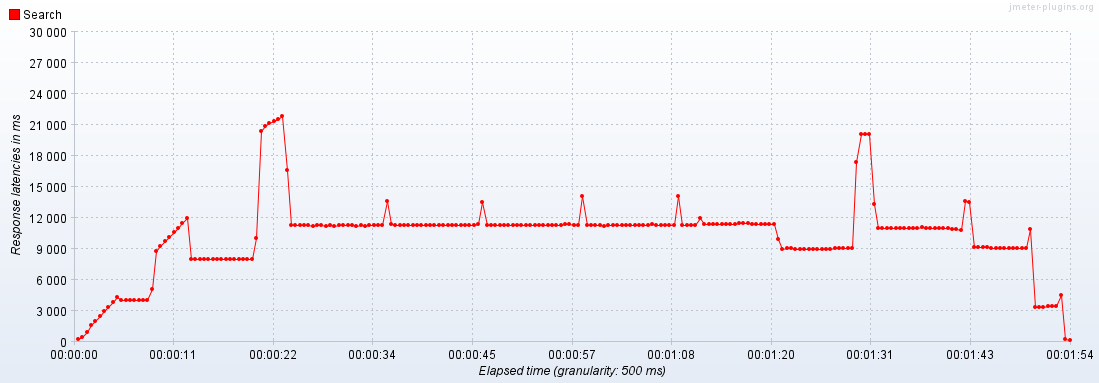 jmeter-plugins.org
Search
30 000
27 000
24 000
21 000
18 000
15 000
12 000
9 000
6 000
3 000
0
Response latencies in ms
00:00:00 00:00:11 00:00:22 00:00:34 00:00:45 00:00:57 00:01:08 00:01:20 00:01:31 00:01:43 00:01:54
Elapsed time (granularity: 500 ms)